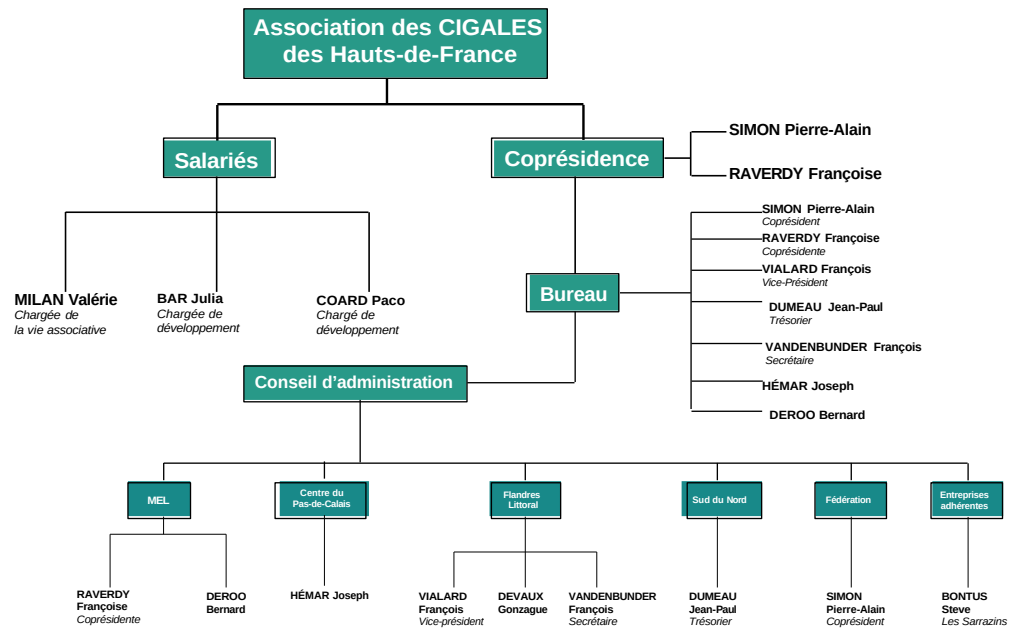 Association des CIGALES
des Hauts-de-France
Salariés
Coprésidence
SIMON Pierre-Alain
RAVERDY Françoise
MILAN Valérie
Chargée de
la vie associative
BAR Julia
Chargée de
développement
COARD Paco
Chargé de
développement
Bureau
SIMON Pierre-Alain
Coprésident
RAVERDY Françoise
Coprésidente
VIALARD François
Vice-Président
DUMEAU Jean-Paul
Trésorier
VANDENBUNDER François
Secrétaire
HÉMAR Joseph
DEROO Bernard
Conseil d'administration
MEL
Centre du
Pas-de-Calais
Flandres
Littoral
Sud du Nord
Fédération
Entreprises
adhérentes
RAVERDY
Françoise
Coprésidente
DEROO
Bernard
HÉMAR Joseph
VIALARD
François
Vice-président
DEVAUX
Gonzague
VANDENBUNDER
François
Secrétaire
DUMEAU
Jean-Paul
Trésorier
SIMON
Pierre-Alain
Coprésident
BONTUS
Steve
Les Sarrazins